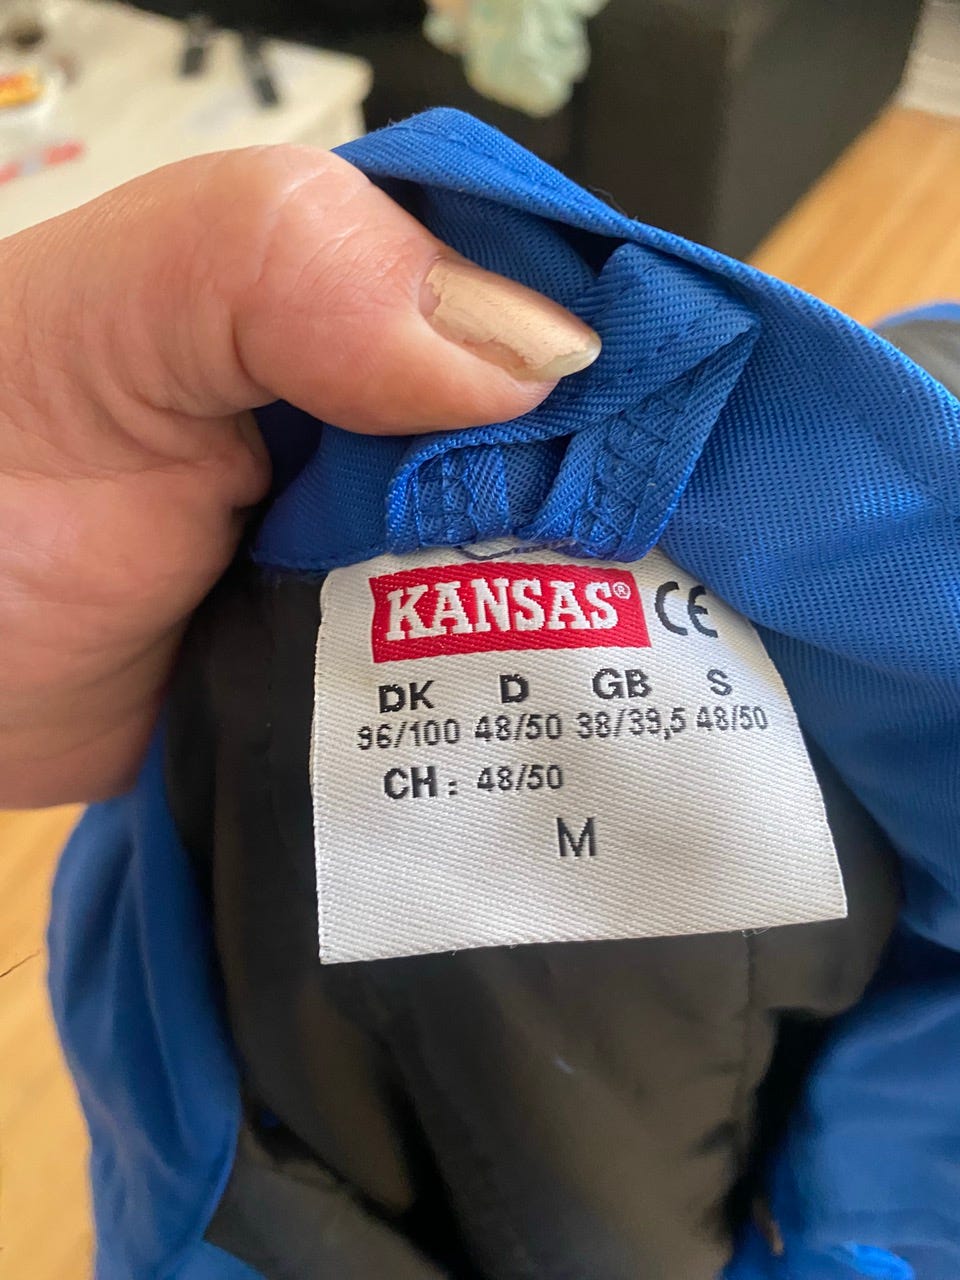 KANSAS® CE
DK D GB S
96/100 48/50 38/39,5 48/50
CH : 48/50
M